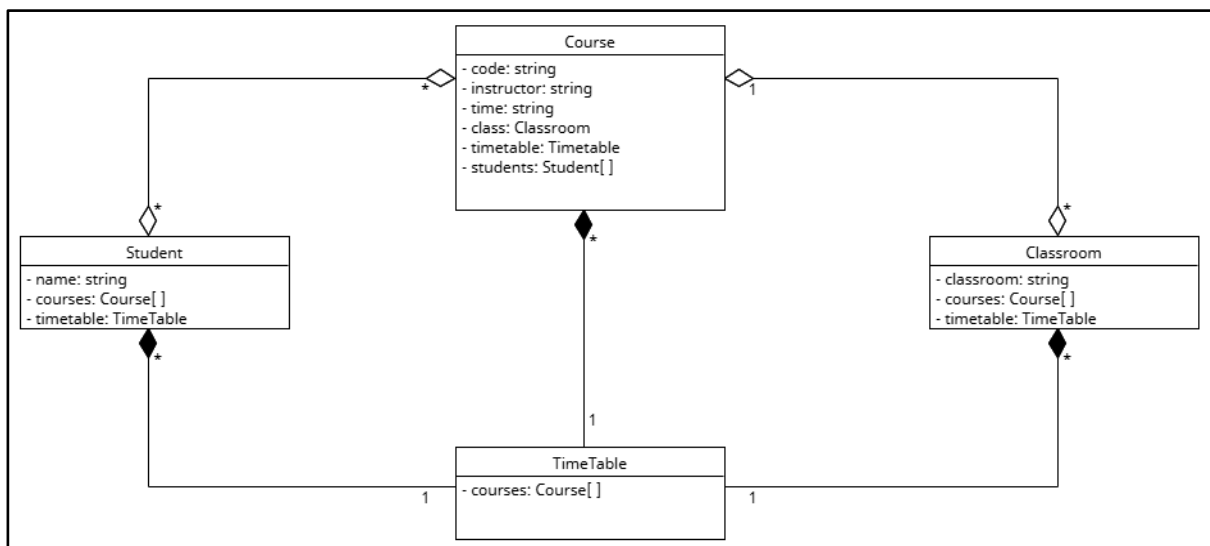 Course
- code: string
- instructor: string
- time: string
- class: Classroom
- timetable: Timetable
- students: Student[ ]
*
1
*
*
*
Student
- name: string
- courses: Course[ ]
- timetable: TimeTable
Classroom
- classroom: string
- courses: Course[ ]
- timetable: TimeTable
*
*
1
TimeTable
- courses: Course[ ]
1
1